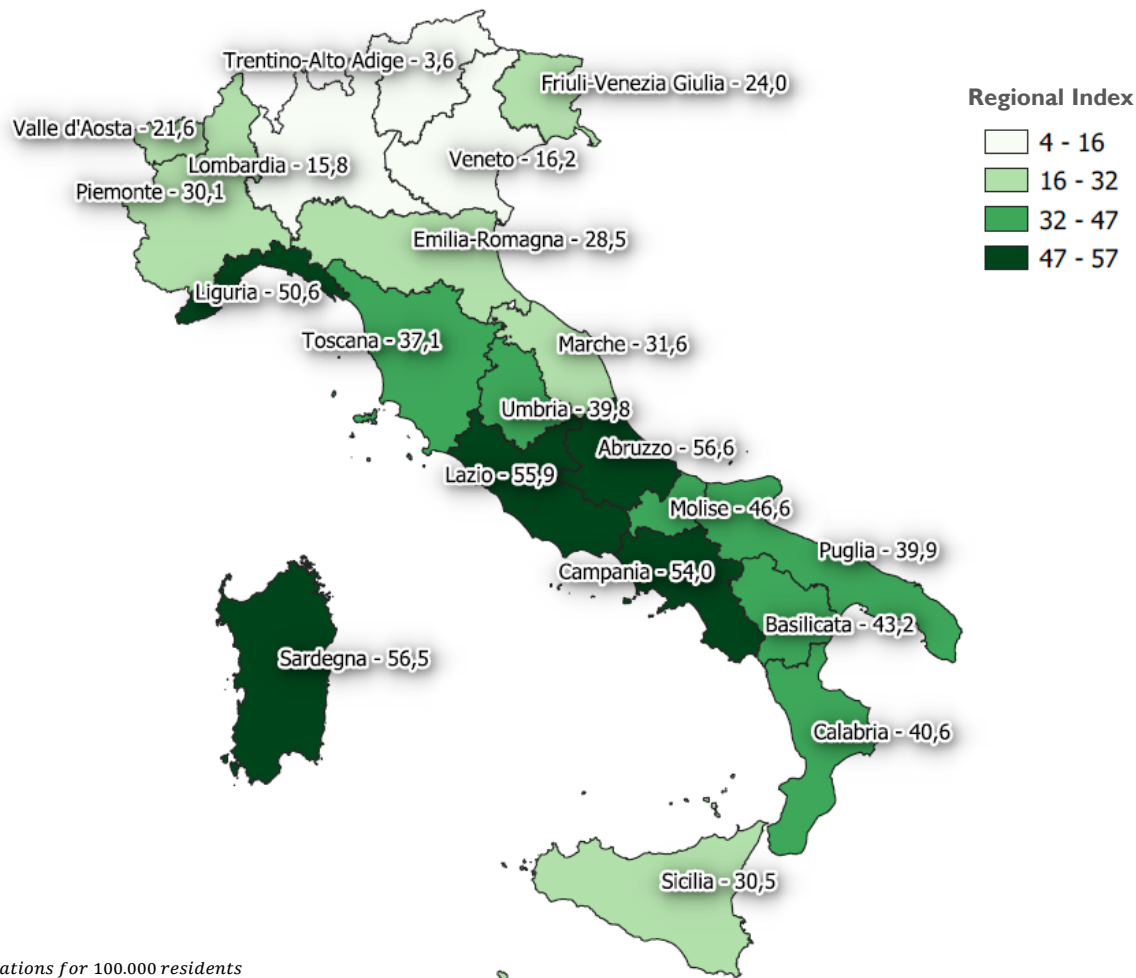 Trentino-Alto Adige - 3,6
Friuli-Venezia Giulia - 24,0
Regional Index
4 - 16
16 - 32
32 - 47
47 - 57
Valle d'Aosta - 21,6
Lombardia - 15,8
Veneto - 16,2
Piemonte - 30,1
Emilia-Romagna - 28,5
Liguria - 50,6
Toscana - 37,1
Marche - 31,6
Umbria - 39,8
Abruzzo - 56,6
Lazio - 55,9
Molise - 46,6
Puglia - 39,9
Campania - 54,0
Basilicata - 43,2
Sardegna - 56,5
Calabria - 40,6
Sicilia - 30,5
for 100.000 residents